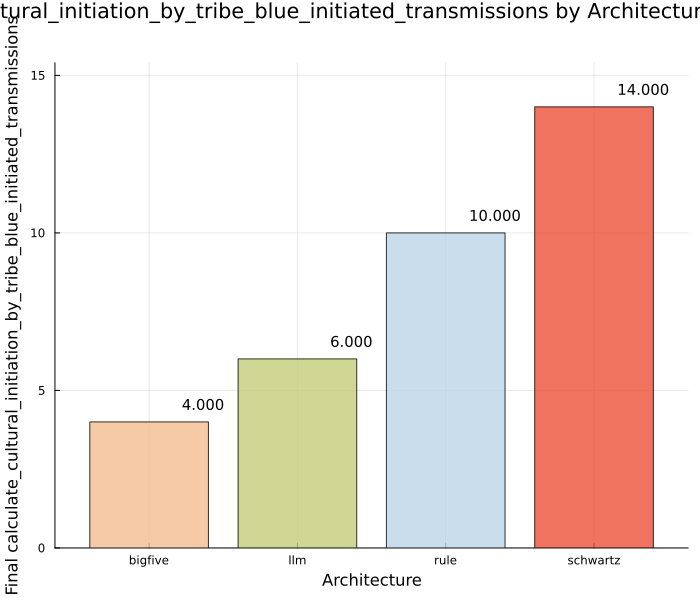 tural_initiation_by_tribe_blue_initiated_transmissions by Architectur
Final calculate_cultural_initiation_by_tribe_blue_initiated_transmissions
15
10
5
0
4.000
6.000
10.000
14.000
bigfive
llm
rule
schwartz
Architecture